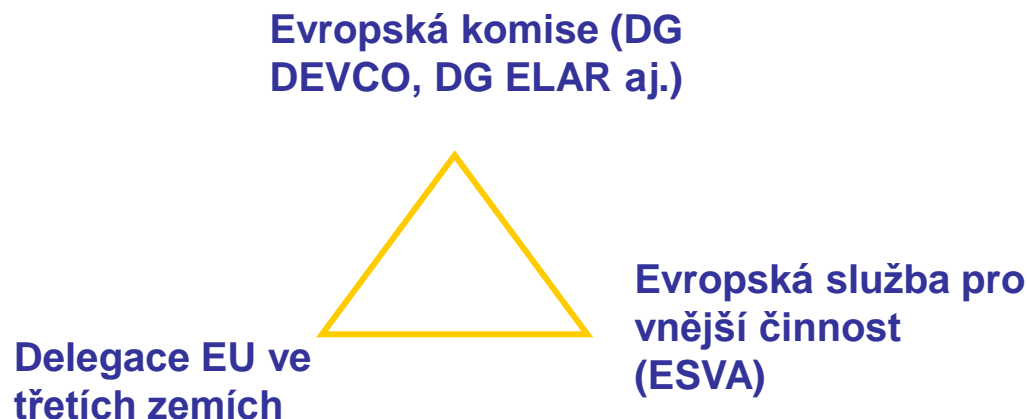 Evropská komise (DG
DEVCO, DG ELAR aj.)
Evropská služba pro
vnější činnost
(ESVA)
Delegace EU ve
třetích zemích